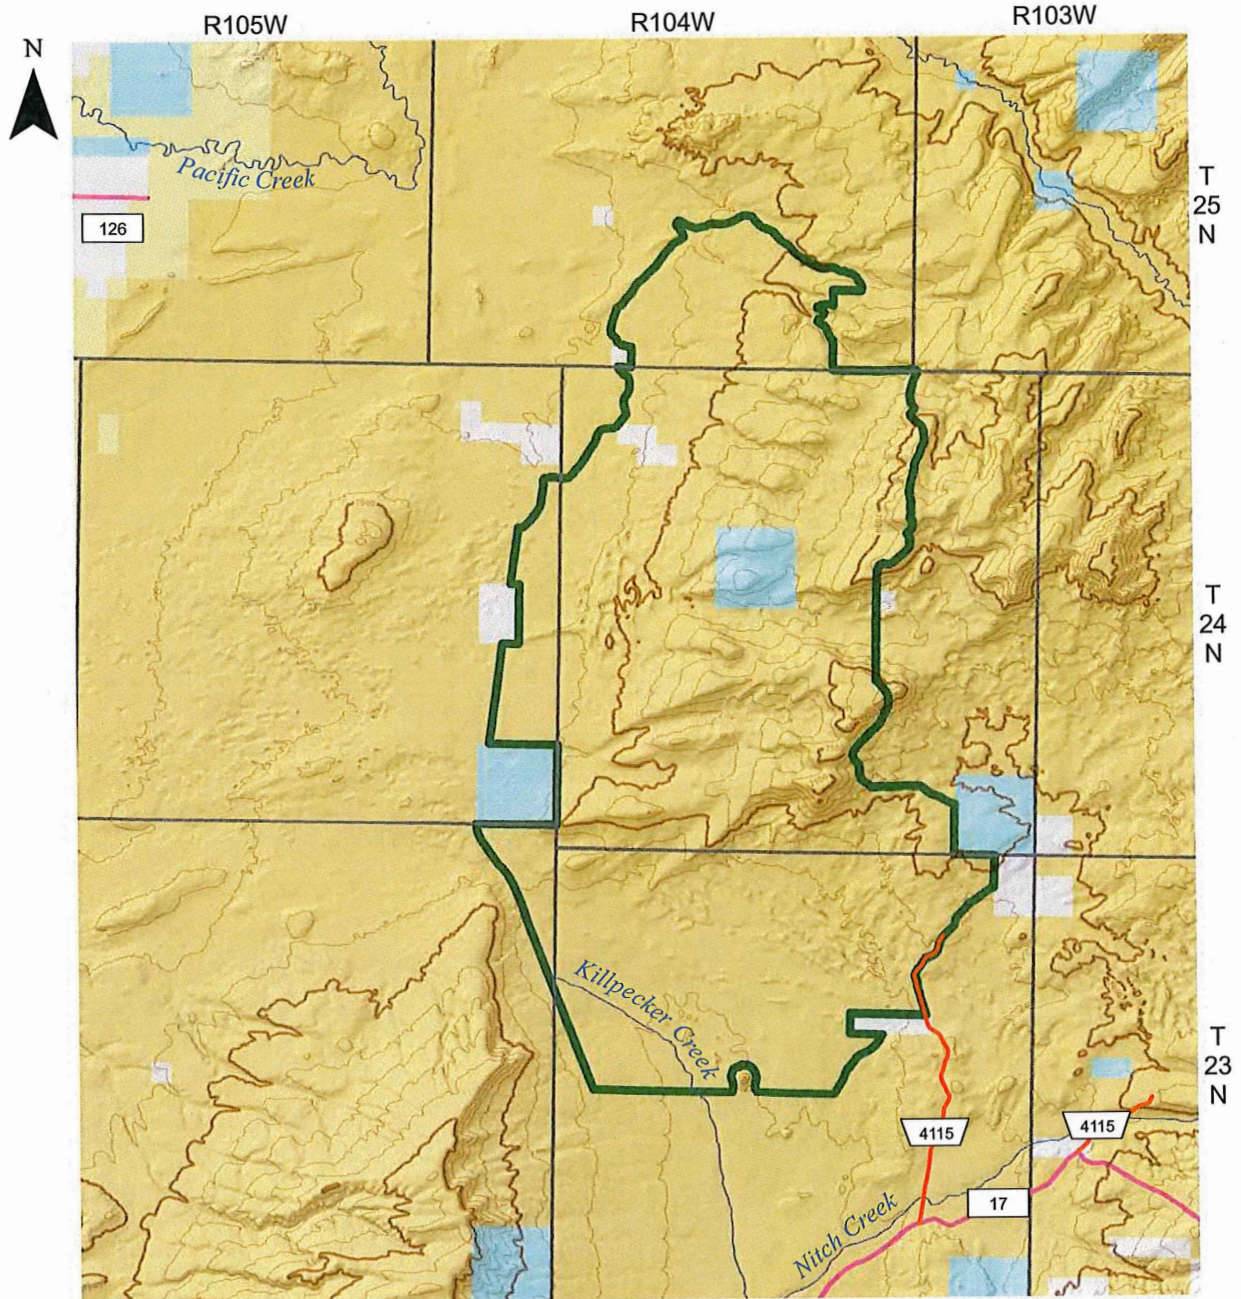 R105W
R104W
R103W
N
Pacific Creek
126
T
25
N
T
24
N
Killpecker Creek
T
23
N
4115
4115
17
Nitch Creek